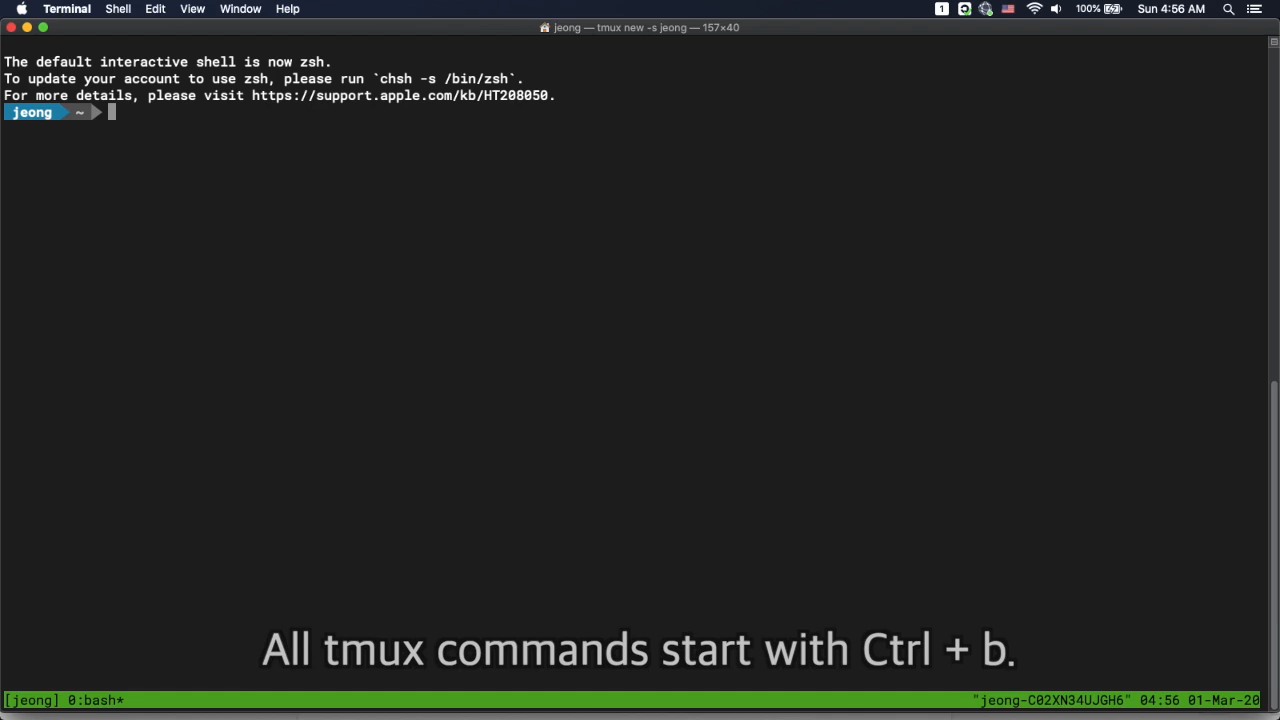 Terminal Shell Edit View Window Help 1 100% Sun 4:56 AM
jeong — tmux new -s jeong — 157×40
The default interactive shell is now zsh.
To update your account to use zsh, please run `chsh -s /bin/zsh`.
For more details, please visit https://support.apple.com/kb/HT208050.
jeong ~
All tmux commands start with Ctrl + b.
[jeong] 0:bash* "jeong-C02XN34UJGH6" 04:56 01-Mar-20